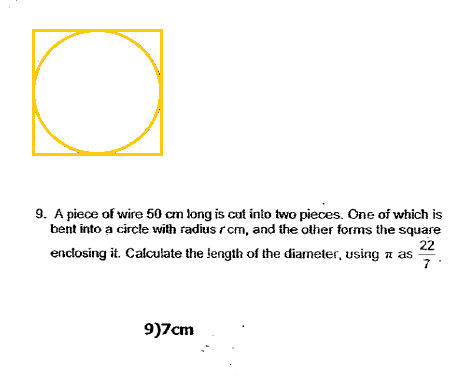 9. A piece of wire 50 cm long is cut into two pieces. One of which is
bent into a circle with radius r cm, and the other forms the square
enclosing it. Calculate the length of the diameter, using π as 22/7.
9)7cm